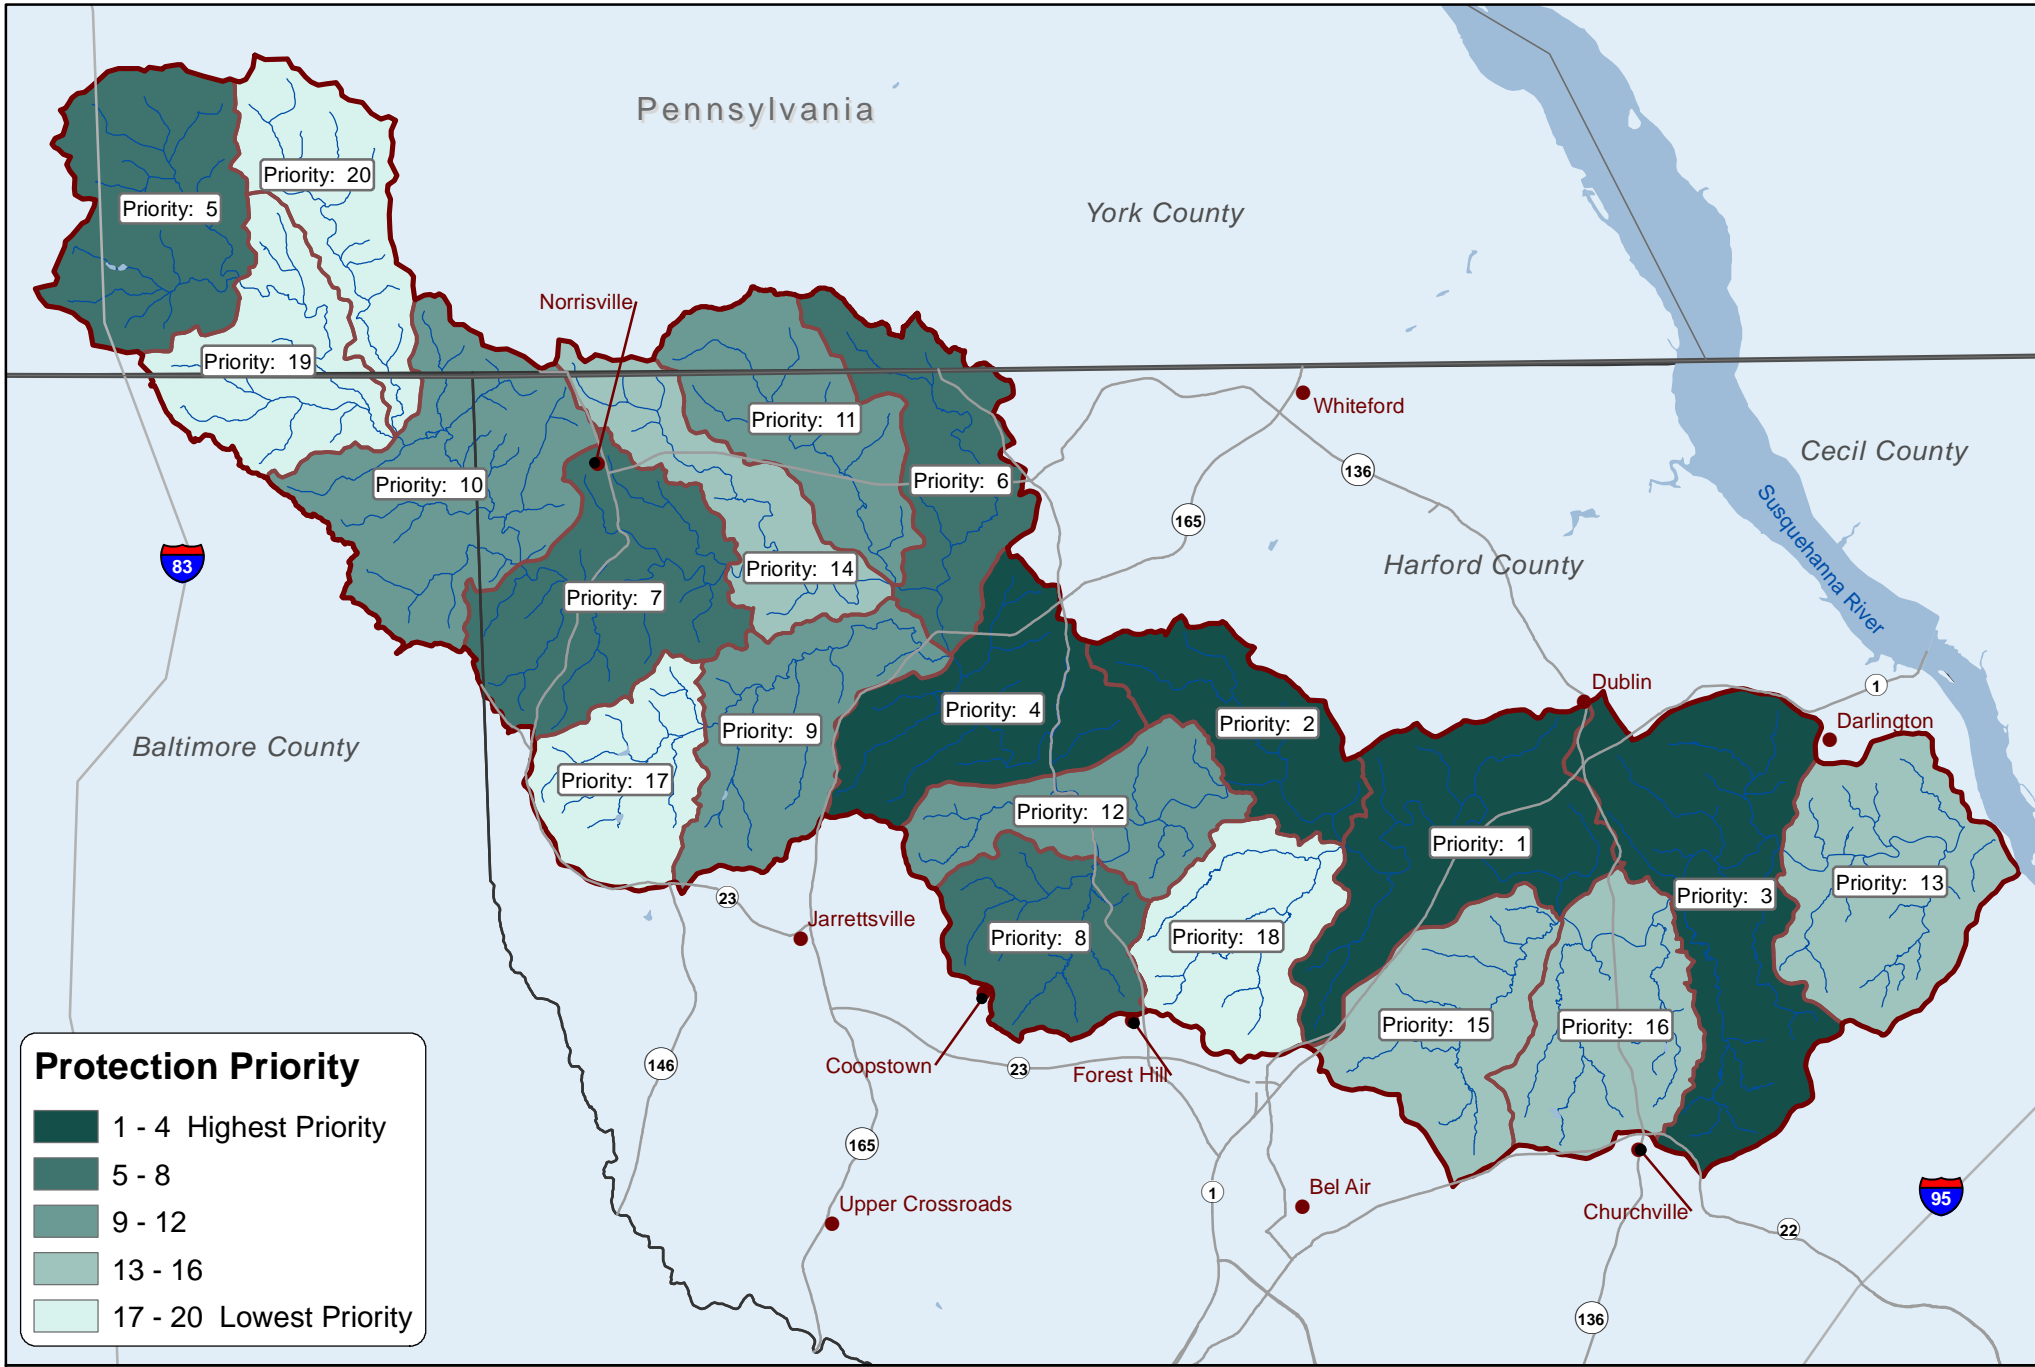 Pennsylvania
Priority: 20
Priority: 5
York County
Norrisville
Priority: 19
Priority: 11
Whiteford
Cecil County
136
Priority: 10
Priority: 6
Susquehanna River
165
83
Priority: 14
Harford County
Priority: 7
Dublin
1
Priority: 4
Priority: 2
Darlington
Priority: 9
Baltimore County
Priority: 17
Priority: 12
Priority: 1
Priority: 13
Priority: 3
23
Jarrettsville
Priority: 8
Priority: 18
Priority: 15
Priority: 16
Coopstown
146
23
Forest Hill
165
Bel Air
1
95
Upper Crossroads
Churchville
22
136
Protection Priority
1 - 4 Highest Priority
5 - 8
9 - 12
13 - 16
17 - 20 Lowest Priority